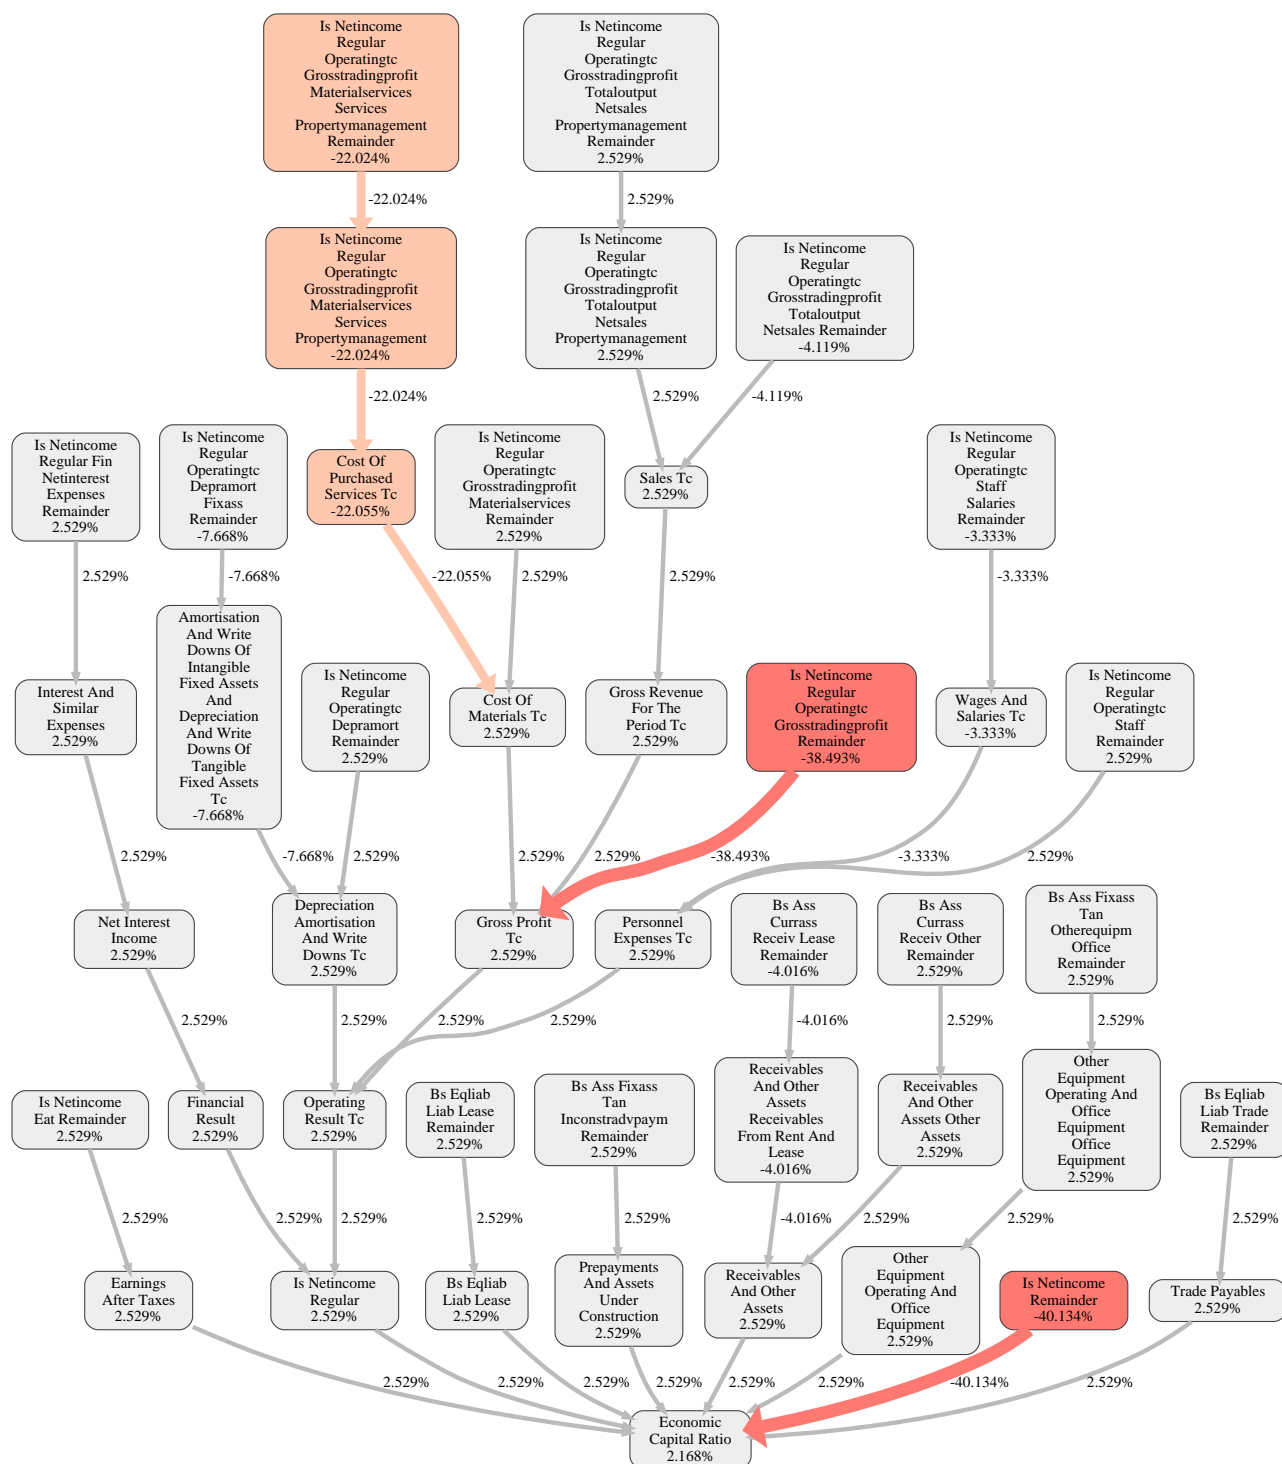 Is Netincome
Regular
Operatingtc
Grosstradingprofit
Materialservices
Services
Propertymanagement
Remainder
-22.024%
Is Netincome
Regular
Operatingtc
Grosstradingprofit
Totaloutput
Netsales
Propertymanagement
Remainder
2.529%
-22.024%
2.529%
Is Netincome
Regular
Operatingtc
Grosstradingprofit
Materialservices
Services
Propertymanagement
-22.024%
Is Netincome
Regular
Operatingtc
Grosstradingprofit
Totaloutput
Netsales
Propertymanagement
2.529%
Is Netincome
Regular
Operatingtc
Grosstradingprofit
Totaloutput
Netsales Remainder
-4.119%
-22.024%
2.529%
-4.119%
Is Netincome
Regular Fin
Netinterest
Expenses
Remainder
2.529%
Is Netincome
Regular
Operatingtc
Depramort
Fixass
Remainder
-7.668%
Cost Of
Purchased
Services Tc
-22.055%
Is Netincome
Regular
Operatingtc
Grosstradingprofit
Materialservices
Remainder
2.529%
Sales Tc
2.529%
Is Netincome
Regular
Operatingtc
Staff
Salaries
Remainder
-3.333%
2.529%
-7.668%
-22.055%
2.529%
2.529%
-3.333%
Interest And
Similar
Expenses
2.529%
Amortisation
And Write
Downs Of
Intangible
Fixed Assets
And
Depreciation
And Write
Downs Of
Tangible
Fixed Assets
Tc
-7.668%
Is Netincome
Regular
Operatingtc
Depramort
Remainder
2.529%
Cost Of
Materials Tc
2.529%
Gross Revenue
For The
Period Tc
2.529%
Is Netincome
Regular
Operatingtc
Grosstradingprofit
Remainder
-38.493%
Wages And
Salaries Tc
-3.333%
Is Netincome
Regular
Operatingtc
Staff
Remainder
2.529%
2.529%
-7.668%
2.529%
2.529%
2.529%
-38.493%
-3.333%
2.529%
Net Interest
Income
2.529%
Depreciation
Amortisation
And Write
Downs Tc
2.529%
Gross Profit
Tc
2.529%
Personnel
Expenses Tc
2.529%
Bs Ass
Currass
Receiv Lease
Remainder
-4.016%
Bs Ass
Currass
Receiv Other
Remainder
2.529%
Bs Ass Fixass
Tan
Otherequipm
Office
Remainder
2.529%
2.529%
2.529%
2.529%
2.529%
-4.016%
2.529%
2.529%
Is Netincome
Eat Remainder
2.529%
Financial
Result
2.529%
Operating
Result Tc
2.529%
Bs Eqliab
Liab Lease
Remainder
2.529%
Bs Ass Fixass
Tan
Inconstradvpaym
Remainder
2.529%
Receivables
And Other
Assets
Receivables
From Rent And
Lease
-4.016%
Receivables
And Other
Assets Other
Assets
2.529%
Other
Equipment
Operating And
Office
Equipment
Office
Equipment
2.529%
Bs Eqliab
Liab Trade
Remainder
2.529%
2.529%
2.529%
2.529%
2.529%
2.529%
-4.016%
2.529%
2.529%
2.529%
Earnings
After Taxes
2.529%
Is Netincome
Regular
2.529%
Bs Eqliab
Liab Lease
2.529%
Prepayments
And Assets
Under
Construction
2.529%
Receivables
And Other
Assets
2.529%
Other
Equipment
Operating And
Office
Equipment
2.529%
Is Netincome
Remainder
-40.134%
Trade Payables
2.529%
2.529%
2.529%
2.529%
2.529%
2.529%
2.529%
-40.134%
2.529%
Economic
Capital Ratio
2.168%